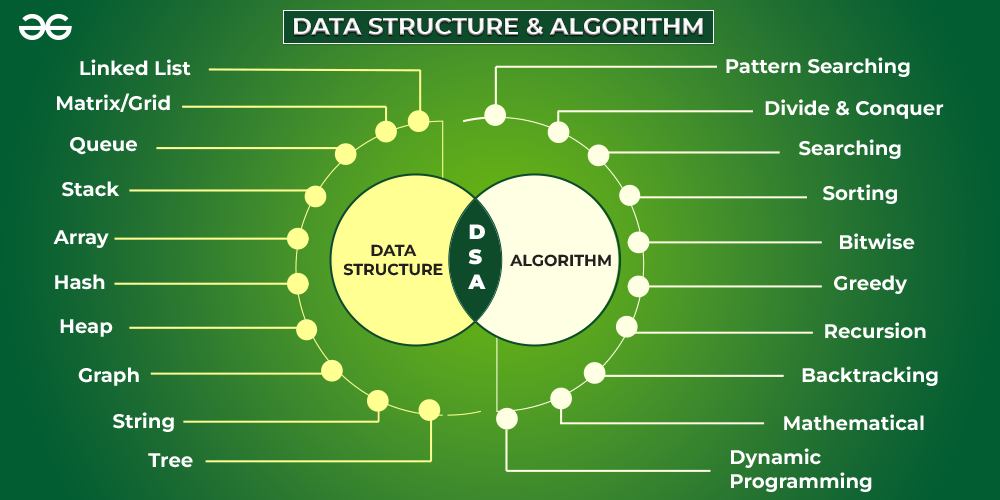 DATA STRUCTURE & ALGORITHM
Linked List
Matrix/Grid
Queue
Stack
Array
Hash
Heap
Graph
String
Tree
DATA
STRUCTURE
D
S
A
ALGORITHM
Pattern Searching
Divide & Conquer
Searching
Sorting
Bitwise
Greedy
Recursion
Backtracking
Mathematical
Dynamic
Programming